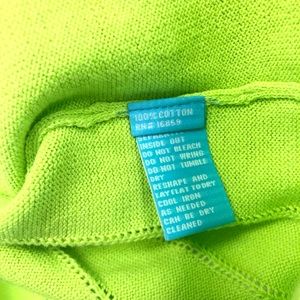 100% COTTON
RN# 16859
INSIDE OUT
DO NOT BLEACH
DO NOT WRING
DO NOT TUMBLE
DRY
RESHAPE AND
LAY FLAT TO DRY
COOL IRON
AS NEEDED
CAN BE DRY
CLEANED